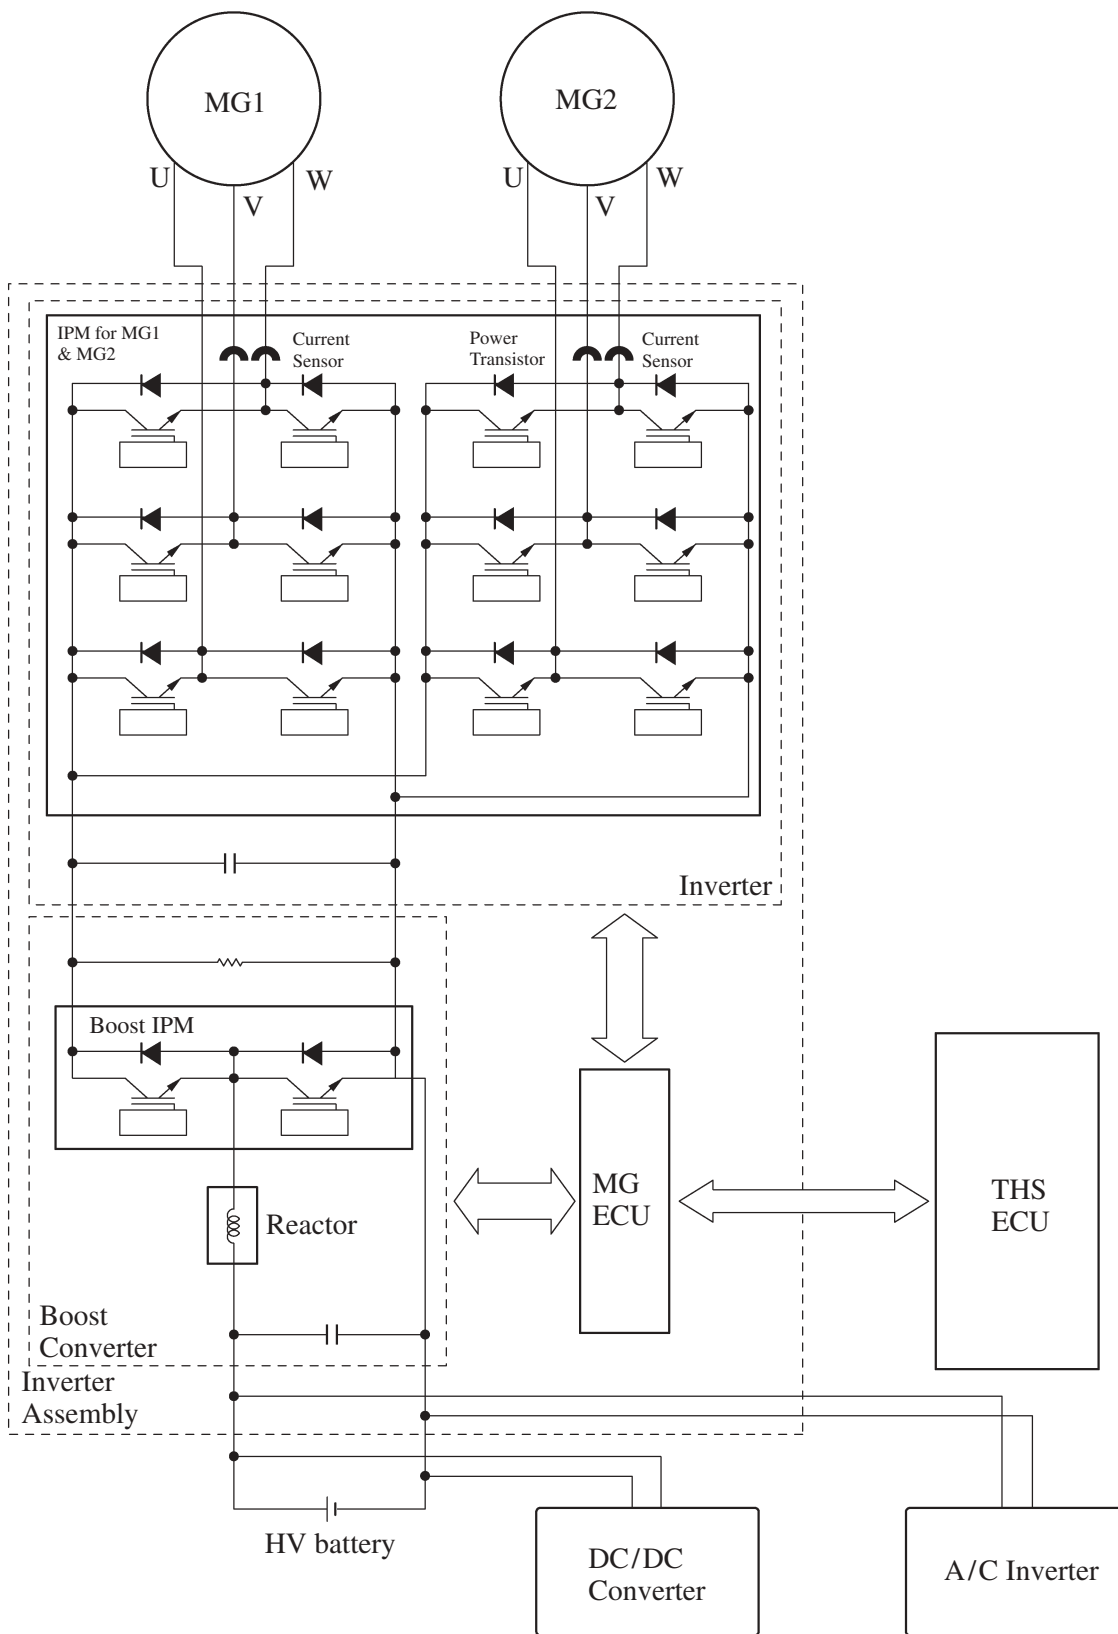 MG1
MG2
U
V
W
U
V
W
IPM for MG1
& MG2
Current
Sensor
Power
Transistor
Current
Sensor
Inverter
Boost IPM
Reactor
MG
ECU
THS
ECU
Boost
Converter
Inverter
Assembly
HV battery
DC/DC
Converter
A/C Inverter